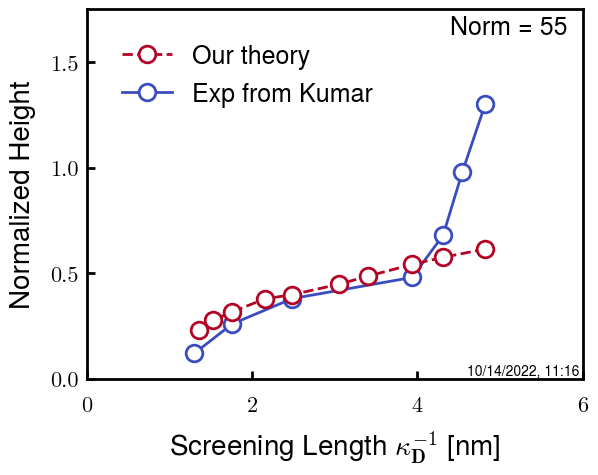 Norm = 55
Our theory
Exp from Kumar
Normalized Height
1.5
1.0
0.5
0.0
10/14/2022, 11:16
0 2 4 6
Screening Length κ_D^{-1} [nm]